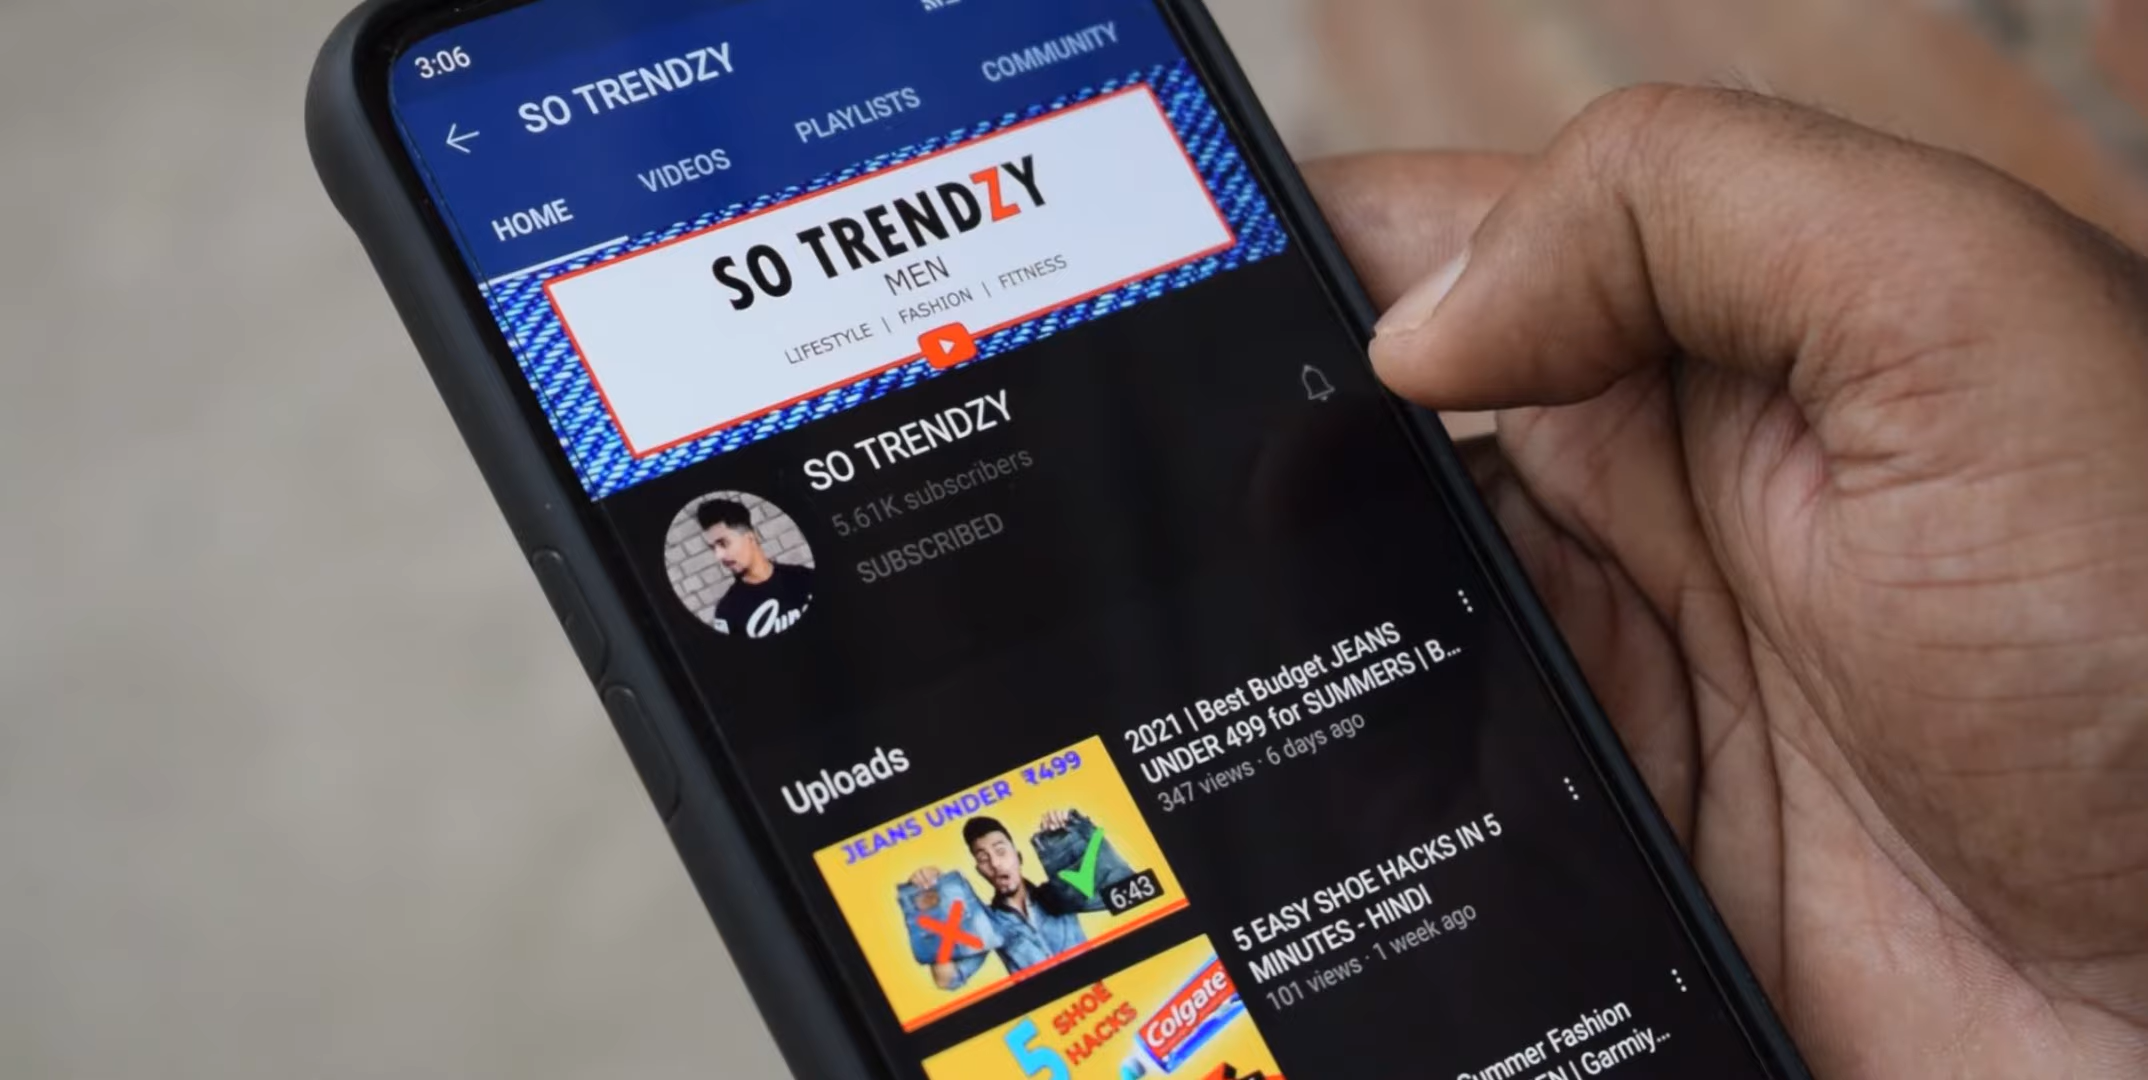 3:06
SO TRENDZY
HOME
VIDEOS
PLAYLISTS
COMMUNITY
SO TRENDZY
MEN
LIFESTYLE | FASHION | FITNESS
SO TRENDZY
5.61K subscribers
SUBSCRIBED
Uploads
JEANS UNDER ₹499
6:43
2021 | Best Budget JEANS
UNDER 499 for SUMMERS | B...
347 views · 6 days ago
5 SHOE
HACKS
Colgate
5 EASY SHOE HACKS IN 5
MINUTES - HINDI
101 views · 1 week ago
Summer Fashion
EN | Garmiy...